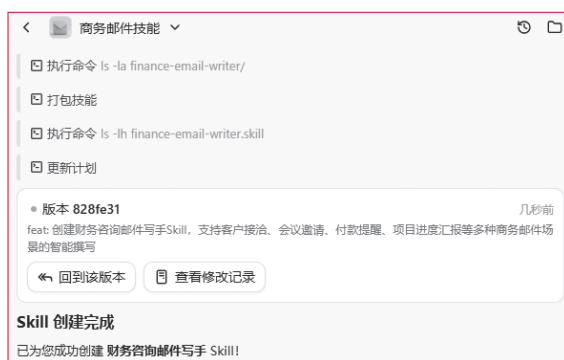 商务邮件技能
执行命令 ls -la finance-email-writer/
打包技能
执行命令 ls -lh finance-email-writer.skill
更新计划
版本 828fe31 几秒前
feat: 创建财务咨询邮件写手Skill，支持客户接洽、会议邀请、付款提醒、项目进度汇报等多种商务邮件场
景的智能撰写
回到该版本 查看修改记录
Skill 创建完成
已为您成功创建 财务咨询邮件写手 Skill！